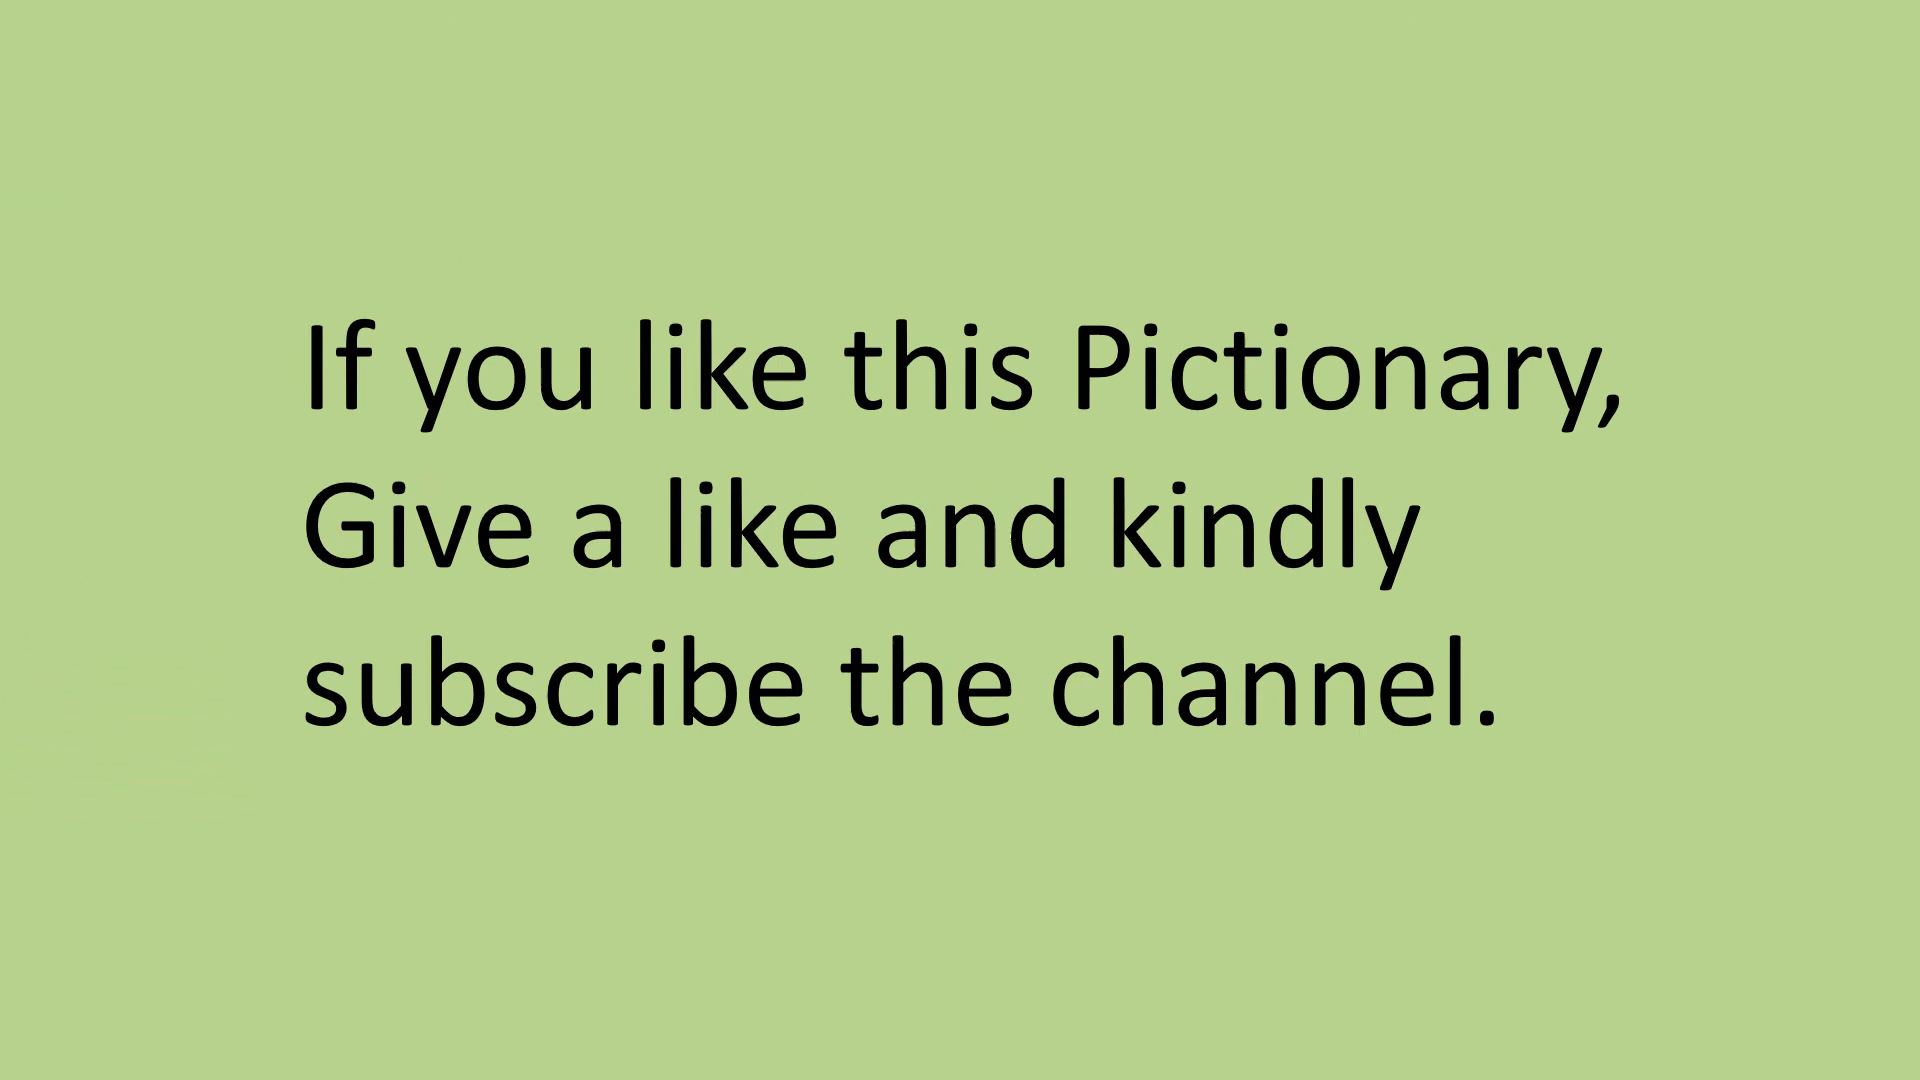 If you like this Pictionary,
Give a like and kindly
subscribe the channel.